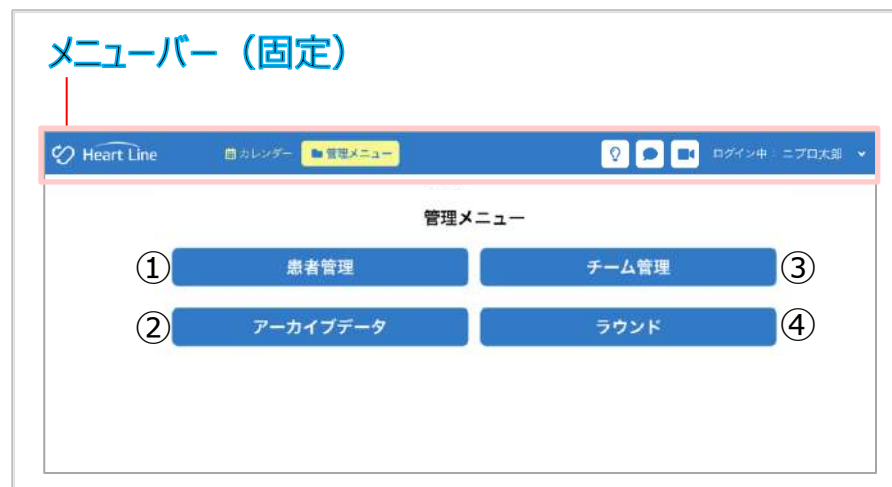 メニューバー（固定）
Heart Line カレンダー 管理メニュー ログイン中：ニプロ太郎
管理メニュー
① 患者管理 チーム管理 ③
② アーカイブデータ ラウンド ④